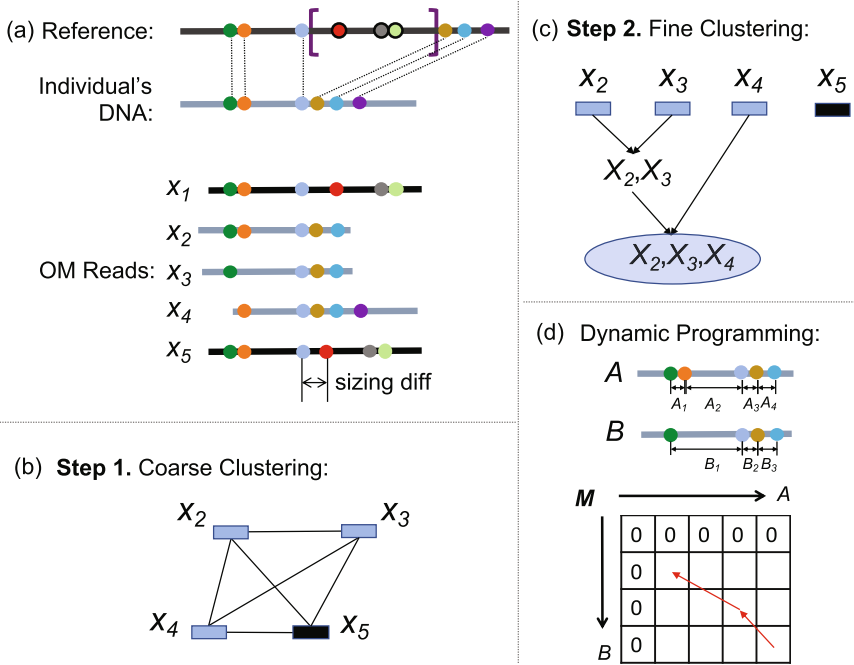 (a) Reference:
Individual's
DNA:
x1
x2
OM Reads: x3
x4
x5
sizing diff
(b) Step 1. Coarse Clustering:
x2 x3
x4 x5
(c) Step 2. Fine Clustering:
x2 x3 x4 x5
X2,X3
X2,X3,X4
(d) Dynamic Programming:
A
A1 A2 A3 A4
B
B1 B2 B3
M A
0 0 0 0 0
0
0
B 0